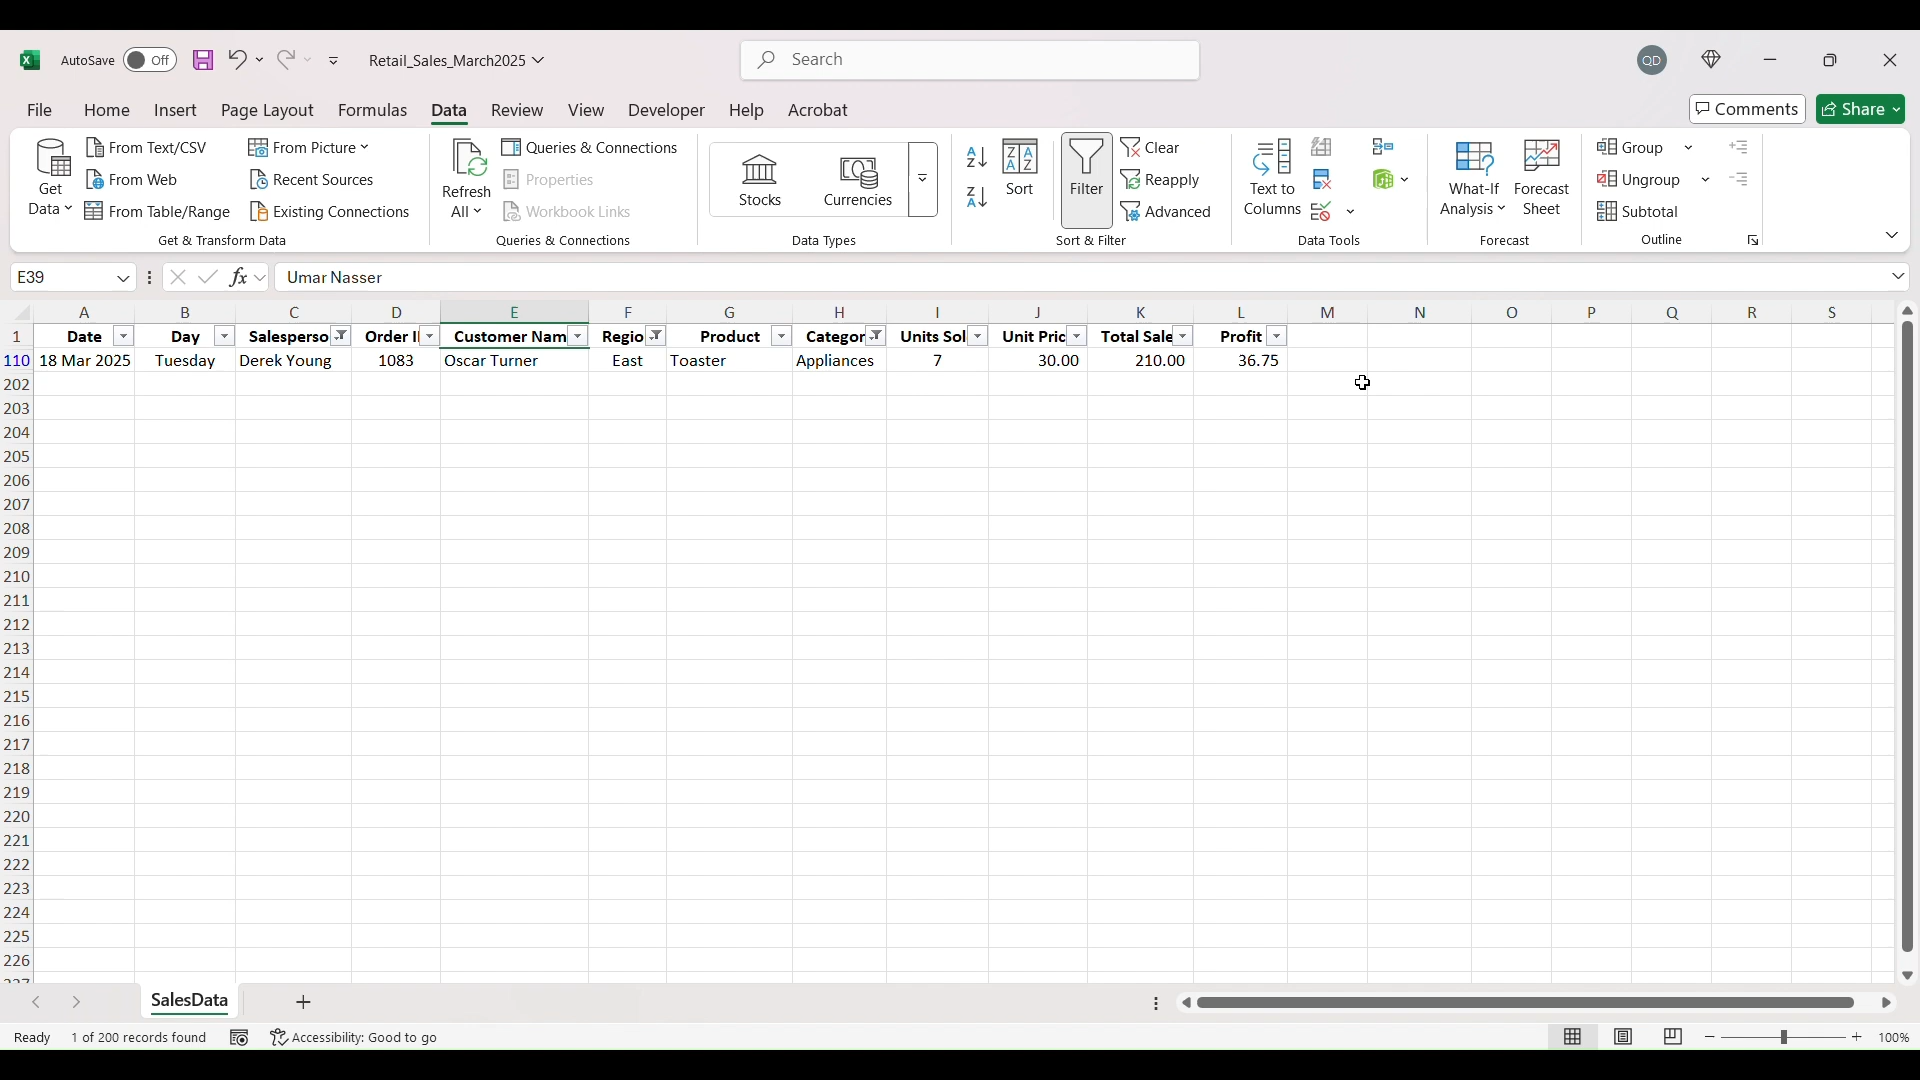 AutoSave Off Retail_Sales_March2025 Search QD
File Home Insert Page Layout Formulas Data Review View Developer Help Acrobat Comments Share
Get Data From Text/CSV From Web From Table/Range From Picture Recent Sources Existing Connections
Refresh All Queries & Connections Properties Workbook Links
Stocks Currencies
Sort Filter Clear Reapply Advanced
Text to Columns
What-If Analysis Forecast Sheet
Group Ungroup Subtotal
Get & Transform Data Queries & Connections Data Types Sort & Filter Data Tools Forecast Outline
E39 fx Umar Nasser
A B C D E F G H I J K L M N O P Q R S
1 Date Day Salesperso Order I Customer Nam Regio Product Categor Units Sol Unit Pric Total Sale Profit
110 18 Mar 2025 Tuesday Derek Young 1083 Oscar Turner East Toaster Appliances 7 30.00 210.00 36.75
202
203
204
205
206
207
208
209
210
211
212
213
214
215
216
217
218
219
220
221
222
223
224
225
226
SalesData
Ready 1 of 200 records found Accessibility: Good to go 100%